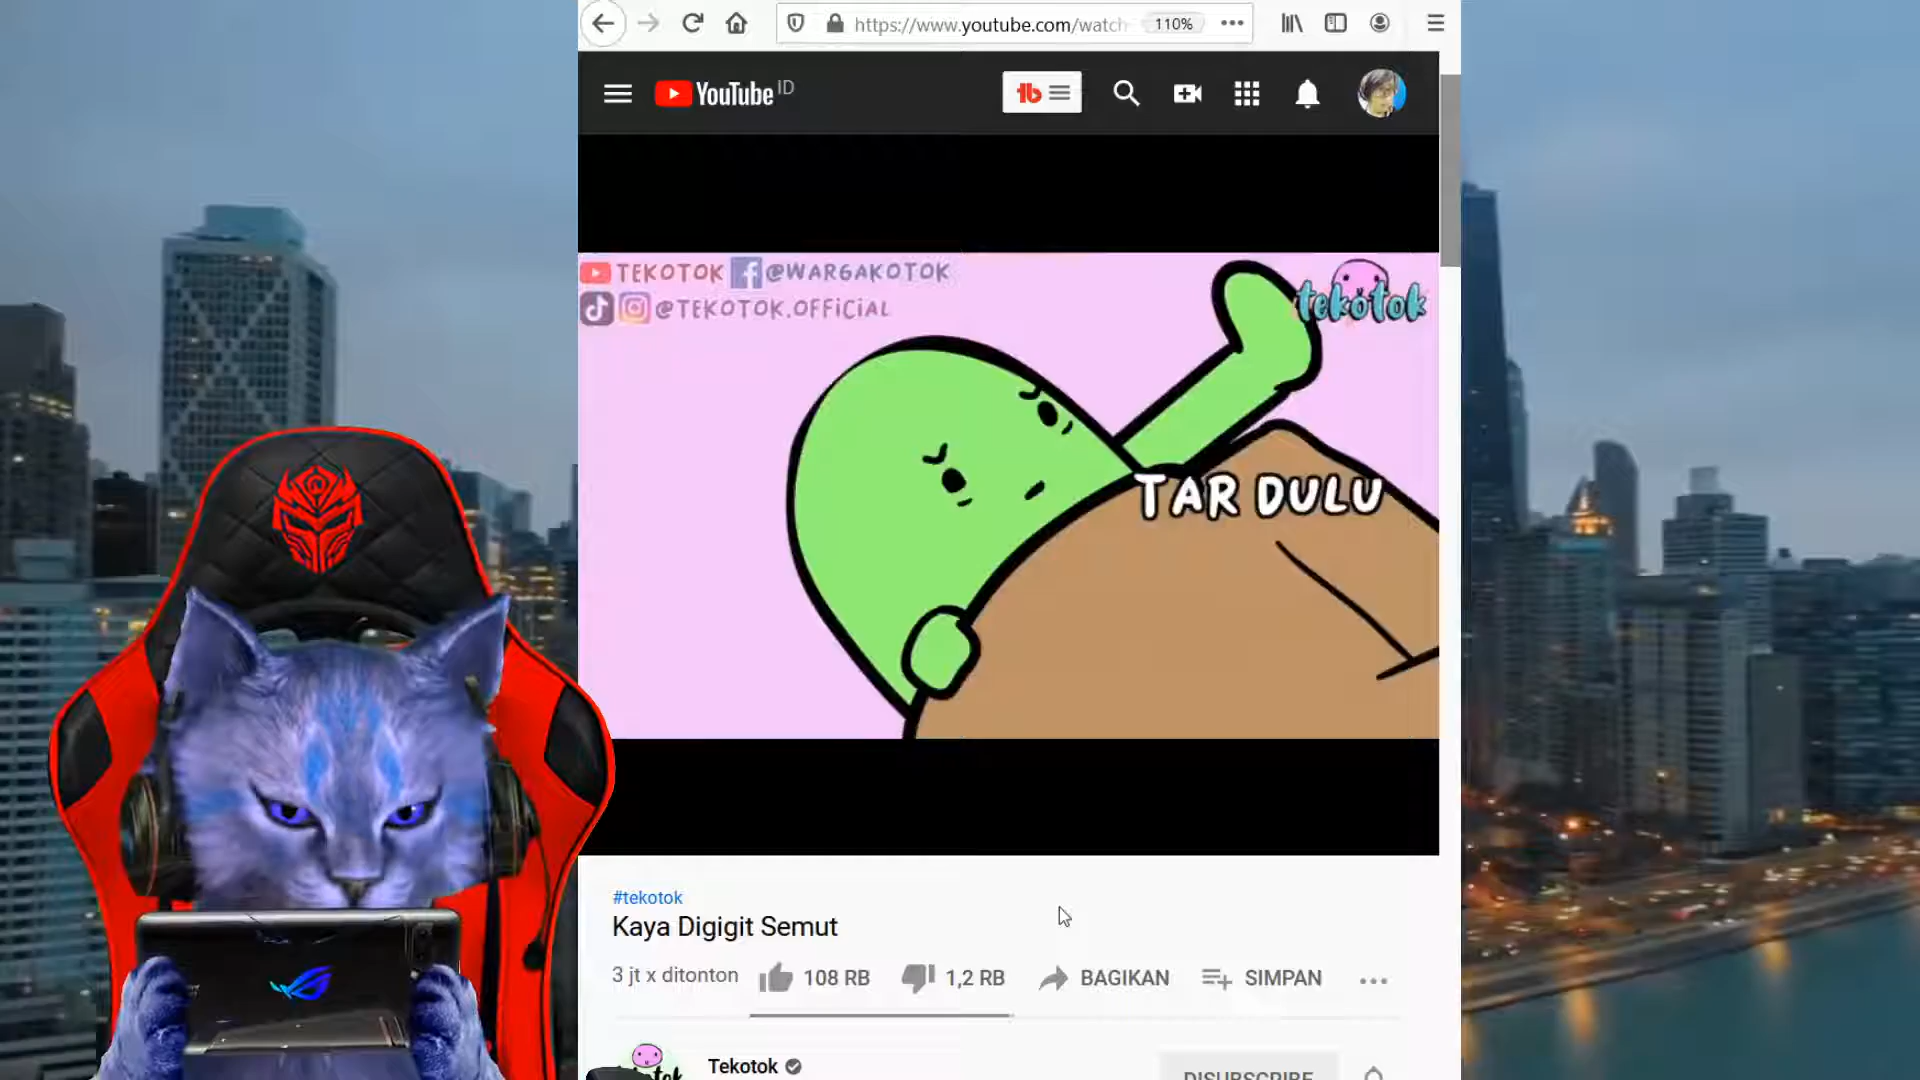 https://www.youtube.com/watch
110%
YouTube ID
TEKOTOK @WARGAKOTOK
@TEKOTOK.OFFiCiAL
tekotok
TAR DULU
#tekotok
Kaya Digigit Semut
3 jt x ditonton 108 RB 1,2 RB BAGIKAN SIMPAN
Tekotok
DISUBSCRIBE